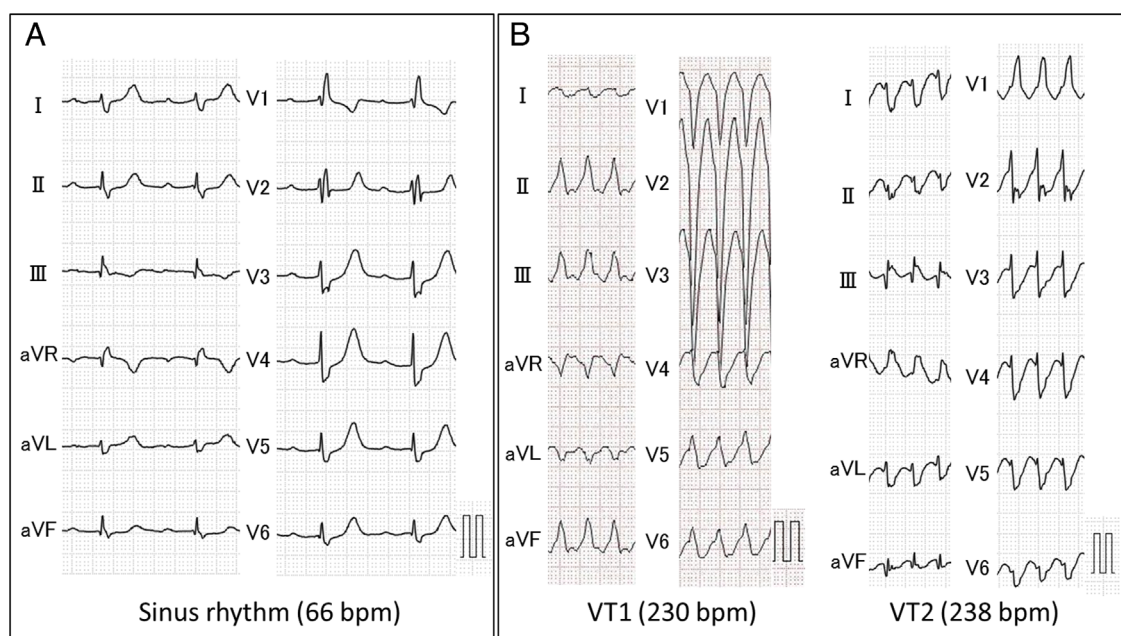 A
I
V1
II
V2
III
V3
aVR
V4
aVL
V5
aVF
V6
Sinus rhythm (66 bpm)
B
I
V1
II
V2
III
V3
aVR
V4
aVL
V5
aVF
V6
VT1 (230 bpm)
I
V1
II
V2
III
V3
aVR
V4
aVL
V5
aVF
V6
VT2 (238 bpm)